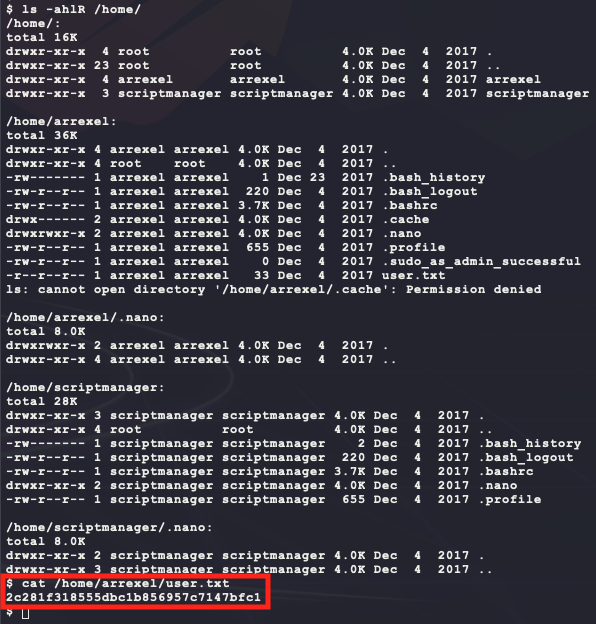 $ ls -ahlR /home/
/home/:
total 16K
drwxr-xr-x  4 root          root          4.0K Dec  4  2017 .
drwxr-xr-x 23 root          root          4.0K Dec  4  2017 ..
drwxr-xr-x  4 arrexel       arrexel       4.0K Dec  4  2017 arrexel
drwxr-xr-x  3 scriptmanager scriptmanager 4.0K Dec  4  2017 scriptmanager
/home/arrexel:
total 36K
drwxr-xr-x 4 arrexel arrexel 4.0K Dec  4  2017 .
drwxr-xr-x 4 root    root    4.0K Dec  4  2017 ..
-rw------- 1 arrexel arrexel    1 Dec 23  2017 .bash_history
-rw-r--r-- 1 arrexel arrexel  220 Dec  4  2017 .bash_logout
-rw-r--r-- 1 arrexel arrexel 3.7K Dec  4  2017 .bashrc
drwx------ 2 arrexel arrexel 4.0K Dec  4  2017 .cache
drwxrwxr-x 2 arrexel arrexel 4.0K Dec  4  2017 .nano
-rw-r--r-- 1 arrexel arrexel  655 Dec  4  2017 .profile
-rw-r--r-- 1 arrexel arrexel    0 Dec  4  2017 .sudo_as_admin_successful
-r--r--r-- 1 arrexel arrexel   33 Dec  4  2017 user.txt
ls: cannot open directory '/home/arrexel/.cache': Permission denied
/home/arrexel/.nano:
total 8.0K
drwxrwxr-x 2 arrexel arrexel 4.0K Dec  4  2017 .
drwxr-xr-x 4 arrexel arrexel 4.0K Dec  4  2017 ..
/home/scriptmanager:
total 28K
drwxr-xr-x 3 scriptmanager scriptmanager 4.0K Dec  4  2017 .
drwxr-xr-x 4 root          root          4.0K Dec  4  2017 ..
-rw------- 1 scriptmanager scriptmanager    2 Dec  4  2017 .bash_history
-rw-r--r-- 1 scriptmanager scriptmanager  220 Dec  4  2017 .bash_logout
-rw-r--r-- 1 scriptmanager scriptmanager 3.7K Dec  4  2017 .bashrc
drwxr-xr-x 2 scriptmanager scriptmanager 4.0K Dec  4  2017 .nano
-rw-r--r-- 1 scriptmanager scriptmanager  655 Dec  4  2017 .profile
/home/scriptmanager/.nano:
total 8.0K
drwxr-xr-x 2 scriptmanager scriptmanager 4.0K Dec  4  2017 .
drwxr-xr-x 3 scriptmanager scriptmanager 4.0K Dec  4  2017 ..
$ cat /home/arrexel/user.txt
2c281f318555dbc1b856957c7147bfc1
$